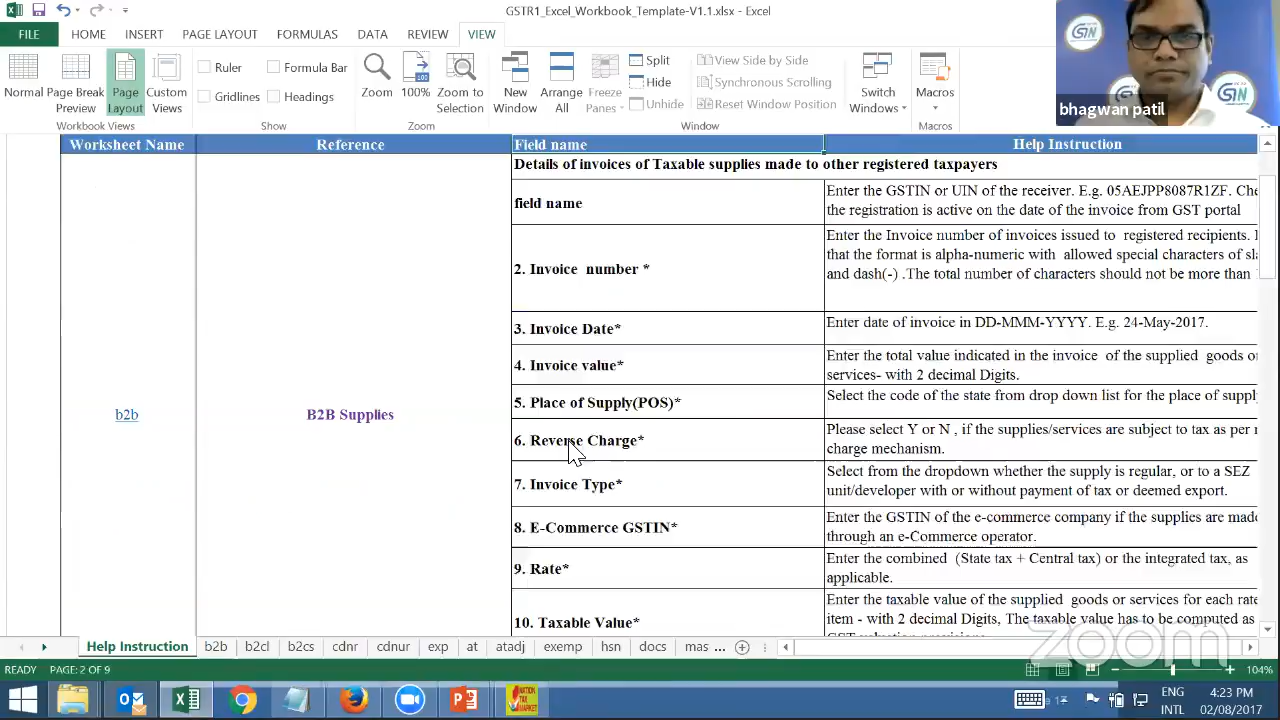 GSTR1_Excel_Workbook_Template-V1.1.xlsx - Excel
FILE HOME INSERT PAGE LAYOUT FORMULAS DATA REVIEW VIEW
Normal
Page Break Preview
Page Layout
Custom Views
Workbook Views
Ruler
Formula Bar
Gridlines
Headings
Show
Zoom
100%
Zoom to Selection
Zoom
New Window
Arrange All
Freeze Panes
Split
Hide
Unhide
View Side by Side
Synchronous Scrolling
Reset Window Position
Window
Switch Windows
Macros
Macros
bhagwan patil
Worksheet Name Reference Field name Help Instruction
Details of invoices of Taxable supplies made to other registered taxpayers
field name
Enter the GSTIN or UIN of the receiver. E.g. 05AEJPP8087R1ZF. Che
the registration is active on the date of the invoice from GST portal
2. Invoice number *
Enter the Invoice number of invoices issued to registered recipients.
that the format is alpha-numeric with allowed special characters of sl
and dash(-) .The total number of characters should not be more than
3. Invoice Date*
Enter date of invoice in DD-MMM-YYYY. E.g. 24-May-2017.
4. Invoice value*
Enter the total value indicated in the invoice of the supplied goods or
services- with 2 decimal Digits.
b2b
B2B Supplies
5. Place of Supply(POS)*
Select the code of the state from drop down list for the place of supply
6. Reverse Charge*
Please select Y or N , if the supplies/services are subject to tax as per
charge mechanism.
7. Invoice Type*
Select from the dropdown whether the supply is regular, or to a SEZ
unit/developer with or without payment of tax or deemed export.
8. E-Commerce GSTIN*
Enter the GSTIN of the e-commerce company if the supplies are made
through an e-Commerce operator.
9. Rate*
Enter the combined (State tax + Central tax) or the integrated tax, as
applicable.
10. Taxable Value*
Enter the taxable value of the supplied goods or services for each rate
item - with 2 decimal Digits, The taxable value has to be computed as
zoom
Help Instruction b2b b2cl b2cs cdnr cdnur exp at atadj exemp hsn docs mas ...
READY PAGE: 2 OF 9
104%
ENG
INTL
4:23 PM
02/08/2017